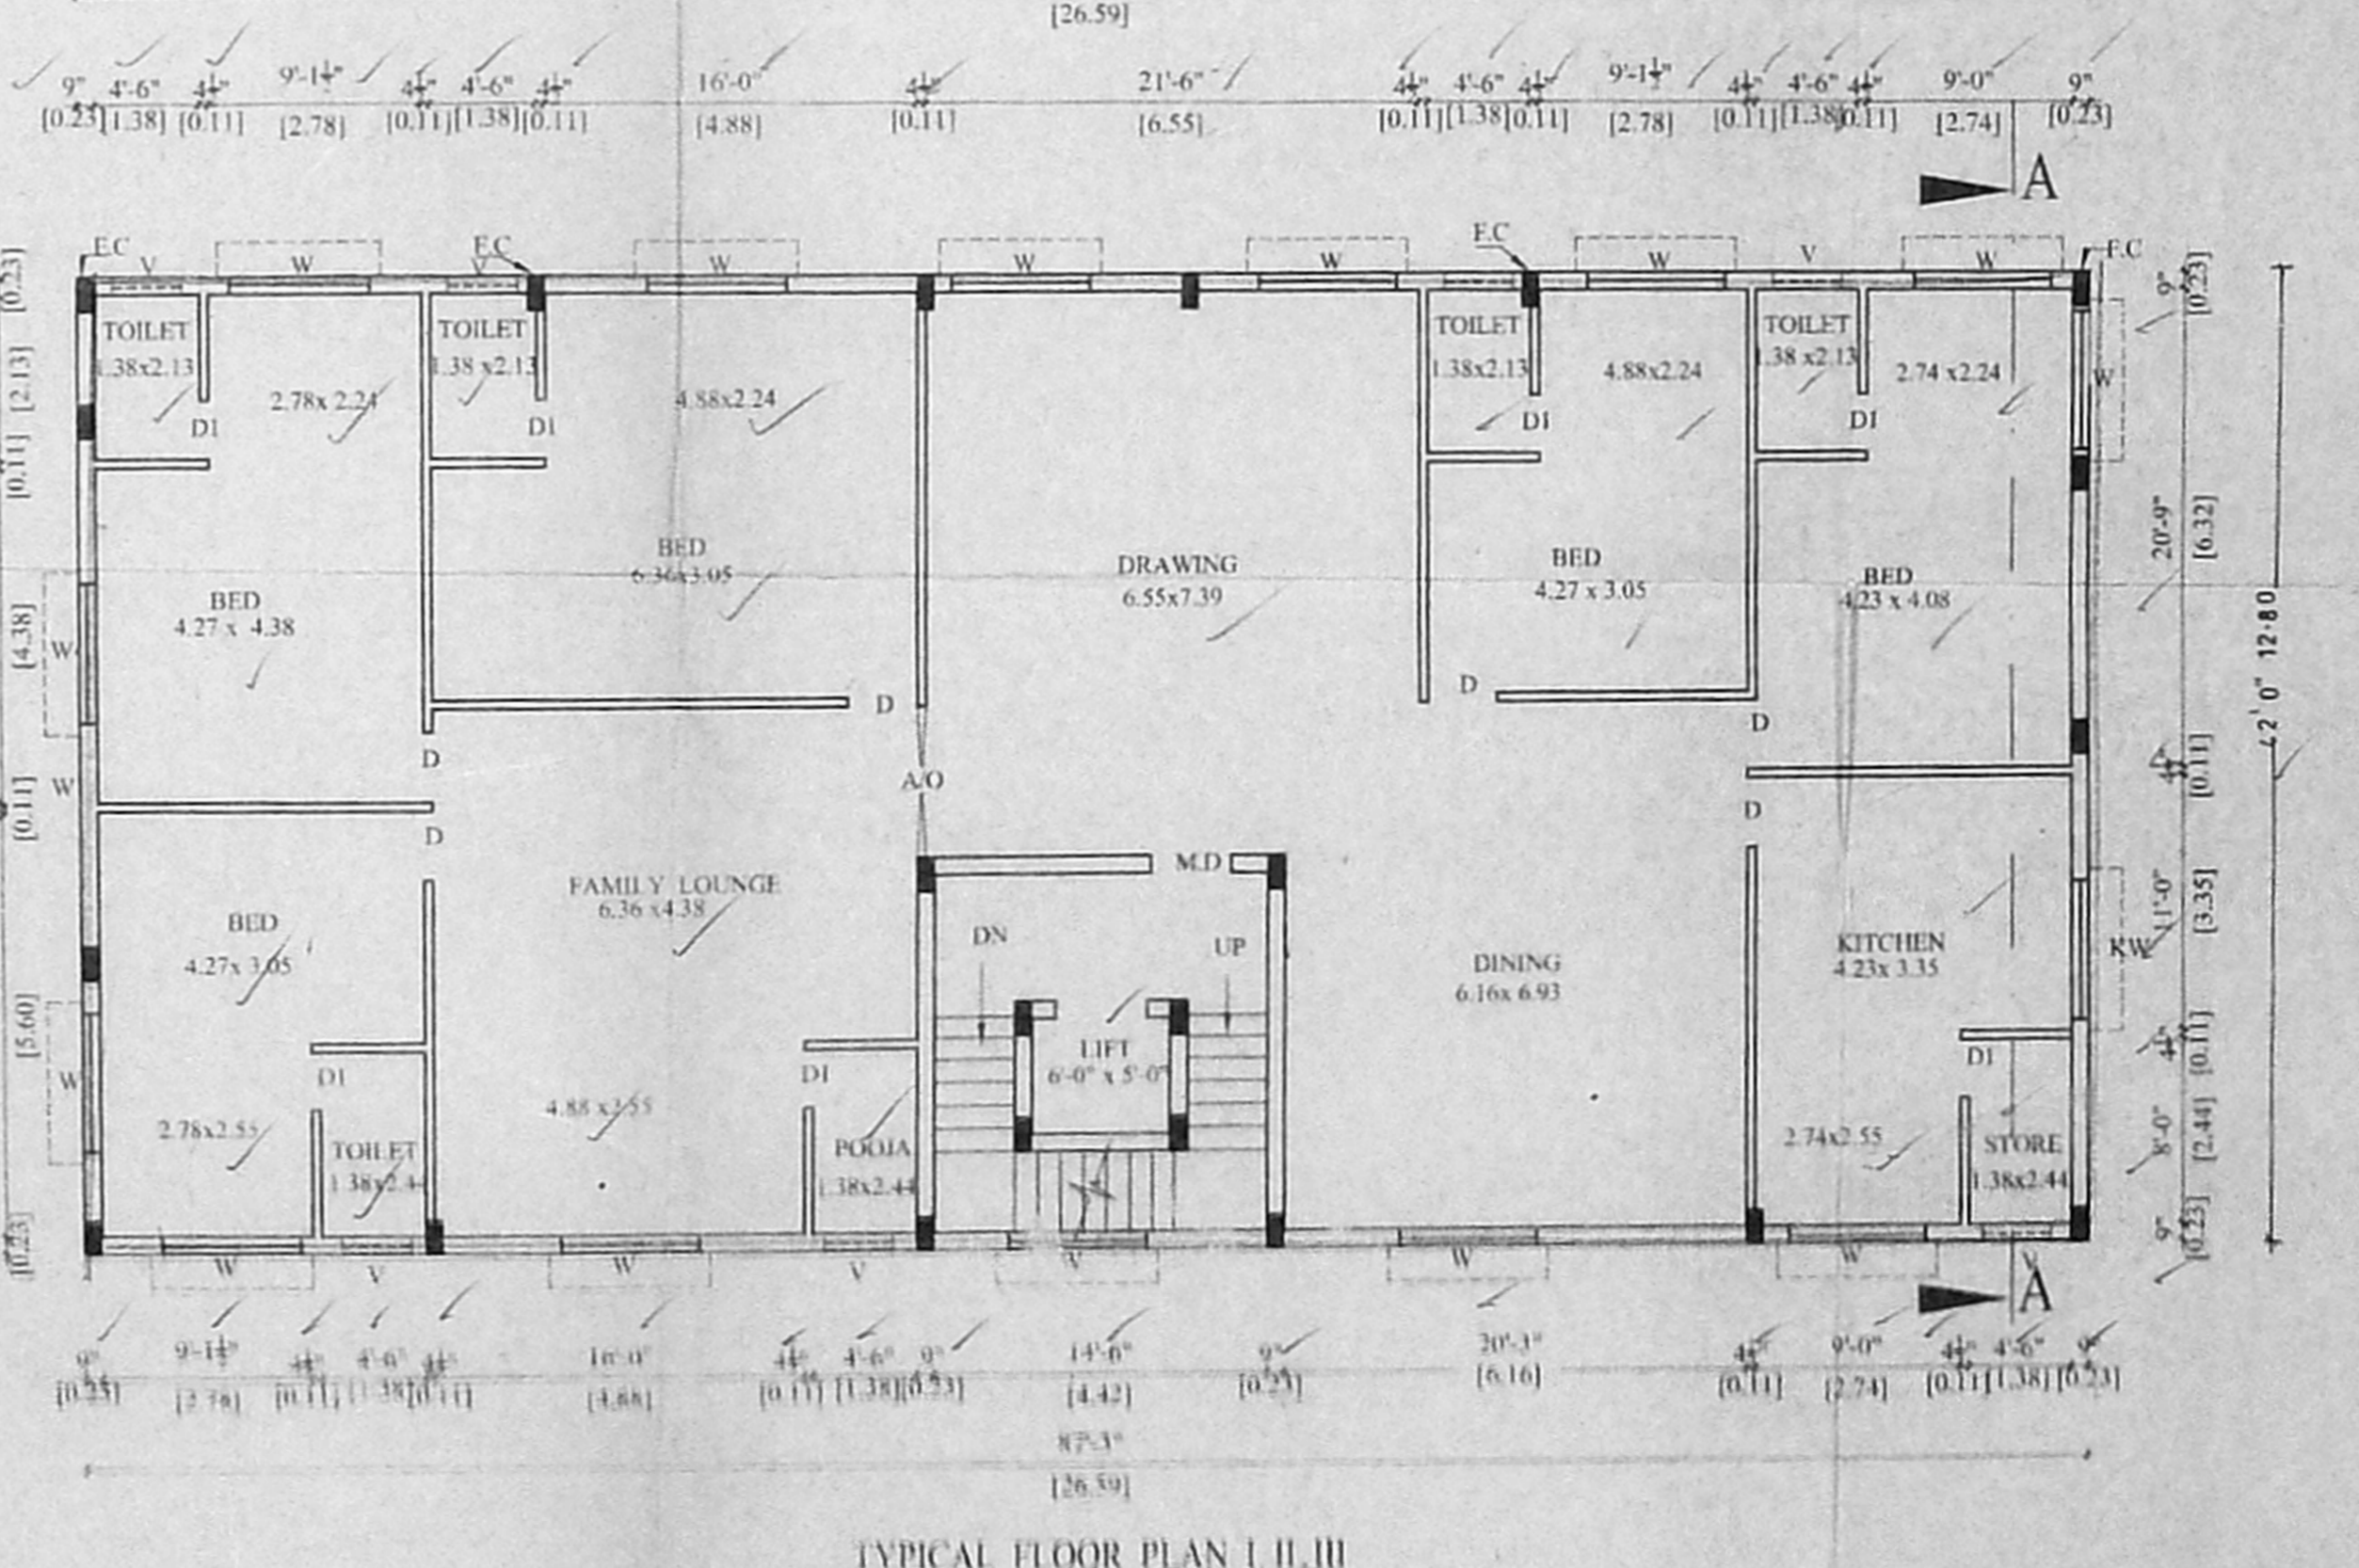 [26.59]
9" 4'-6" 4½" 9'-1½" 4½" 4'-6" 4½" 16'-0" 4½" 21'-6" 4½" 4'-6" 4½" 9'-1½" 4½" 4'-6" 4½" 9'-0" 9"
[0.23] [1.38] [0.11] [2.78] [0.11] [1.38] [0.11] [4.88] [0.11] [6.55] [0.11] [1.38] [0.11] [2.78] [0.11] [1.38] [0.11] [2.74] [0.23]
A
F.C F.C F.C F.C
V W V W W W W V W
TOILET TOILET TOILET TOILET
1.38x2.13 1.38 x2.13 1.38x2.13 1.38 x2.13
2.78x 2.24 4.88x2.24 4.88x2.24 2.74 x2.24 W
D1 D1 D1 D1
BED
6.36x3.05
DRAWING
6.55x7.39
BED
4.27 x 3.05
BED
4.23 x 4.08
BED
4.27 x 4.38
W
D D D
D
W A/O D
D
M.D
FAMILY LOUNGE
6.36 x4.38
BED
4.27x 3.05
DN UP
DINING
6.16x 6.93
KITCHEN
4.23x 3.35
KW
LIFT
6'-0" x 5'-0"
W D1 D1 D1
2.78x2.55 4.88 x2.55 2.74x2.55
TOILET
1.38x2.44
POOJA
1.38x2.44
STORE
1.38x2.44
W V W V V W W V
A
[0.23] [2.13] [0.11] [4.38] [0.11] [5.60] [0.23]
9" 20'-9" 4½" 11'-0" 4½" 8'-0" 9"
[0.23] [6.32] [0.11] [3.35] [0.11] [2.44] [0.23]
42'0" 12·80
9" 9'-1½" 4½" 4'-6" 4½" 16'-0" 4½" 4'-6" 9" 14'-6" 9" 20'-3" 4½" 9'-0" 4½" 4'-6" 9"
[0.23] [2.78] [0.11] [1.38] [0.11] [4.88] [0.11] [1.38] [0.23] [4.42] [0.23] [6.16] [0.11] [2.74] [0.11] [1.38] [0.23]
87'-3"
[26.59]
TYPICAL FLOOR PLAN I, II, III